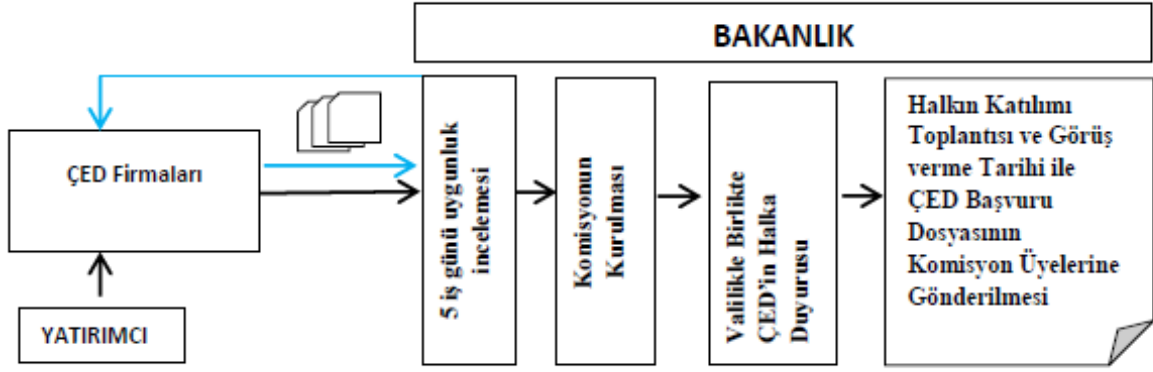 BAKANLIK
ÇED Firmaları
YATIRIMCI
5 iş günü uygunluk
incelemesi
Komisyonun
Kurulması
Valilikle Birlikte
ÇED'in Halka
Duyurusu
Halkın Katılımı
Toplantısı ve Görüş
verme Tarihi ile
ÇED Başvuru
Dosyasının
Komisyon Üyelerine
Gönderilmesi